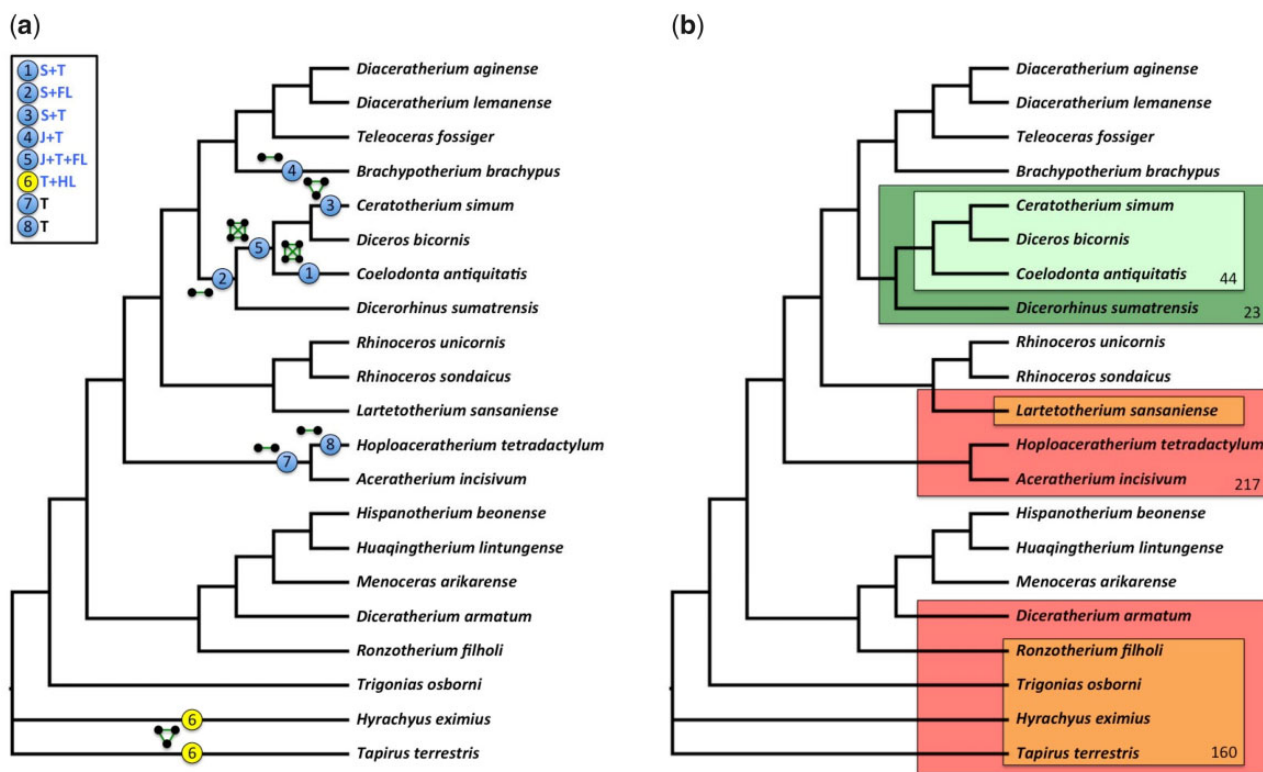 (a)
1 S+T
2 S+FL
3 S+T
4 J+T
5 J+T+FL
6 T+HL
7 T
8 T
Diaceratherium aginense
Diaceratherium lemanense
Teleoceras fossiger
4 Brachypotherium brachypus
3 Ceratotherium simum
5 Diceros bicornis
2 1 Coelodonta antiquitatis
Dicerorhinus sumatrensis
Rhinoceros unicornis
Rhinoceros sondaicus
Lartetotherium sansaniense
8 Hoploaceratherium tetradactylum
7 Aceratherium incisivum
Hispanotherium beonense
Huaqingtherium lintungense
Menoceras arikarense
Diceratherium armatum
Ronzotherium filholi
Trigonias osborni
6 Hyrachyus eximius
6 Tapirus terrestris
(b)
Diaceratherium aginense
Diaceratherium lemanense
Teleoceras fossiger
Brachypotherium brachypus
Ceratotherium simum
Diceros bicornis
Coelodonta antiquitatis
44
Dicerorhinus sumatrensis
23
Rhinoceros unicornis
Rhinoceros sondaicus
Lartetotherium sansaniense
Hoploaceratherium tetradactylum
Aceratherium incisivum
217
Hispanotherium beonense
Huaqingtherium lintungense
Menoceras arikarense
Diceratherium armatum
Ronzotherium filholi
Trigonias osborni
Hyrachyus eximius
Tapirus terrestris
160